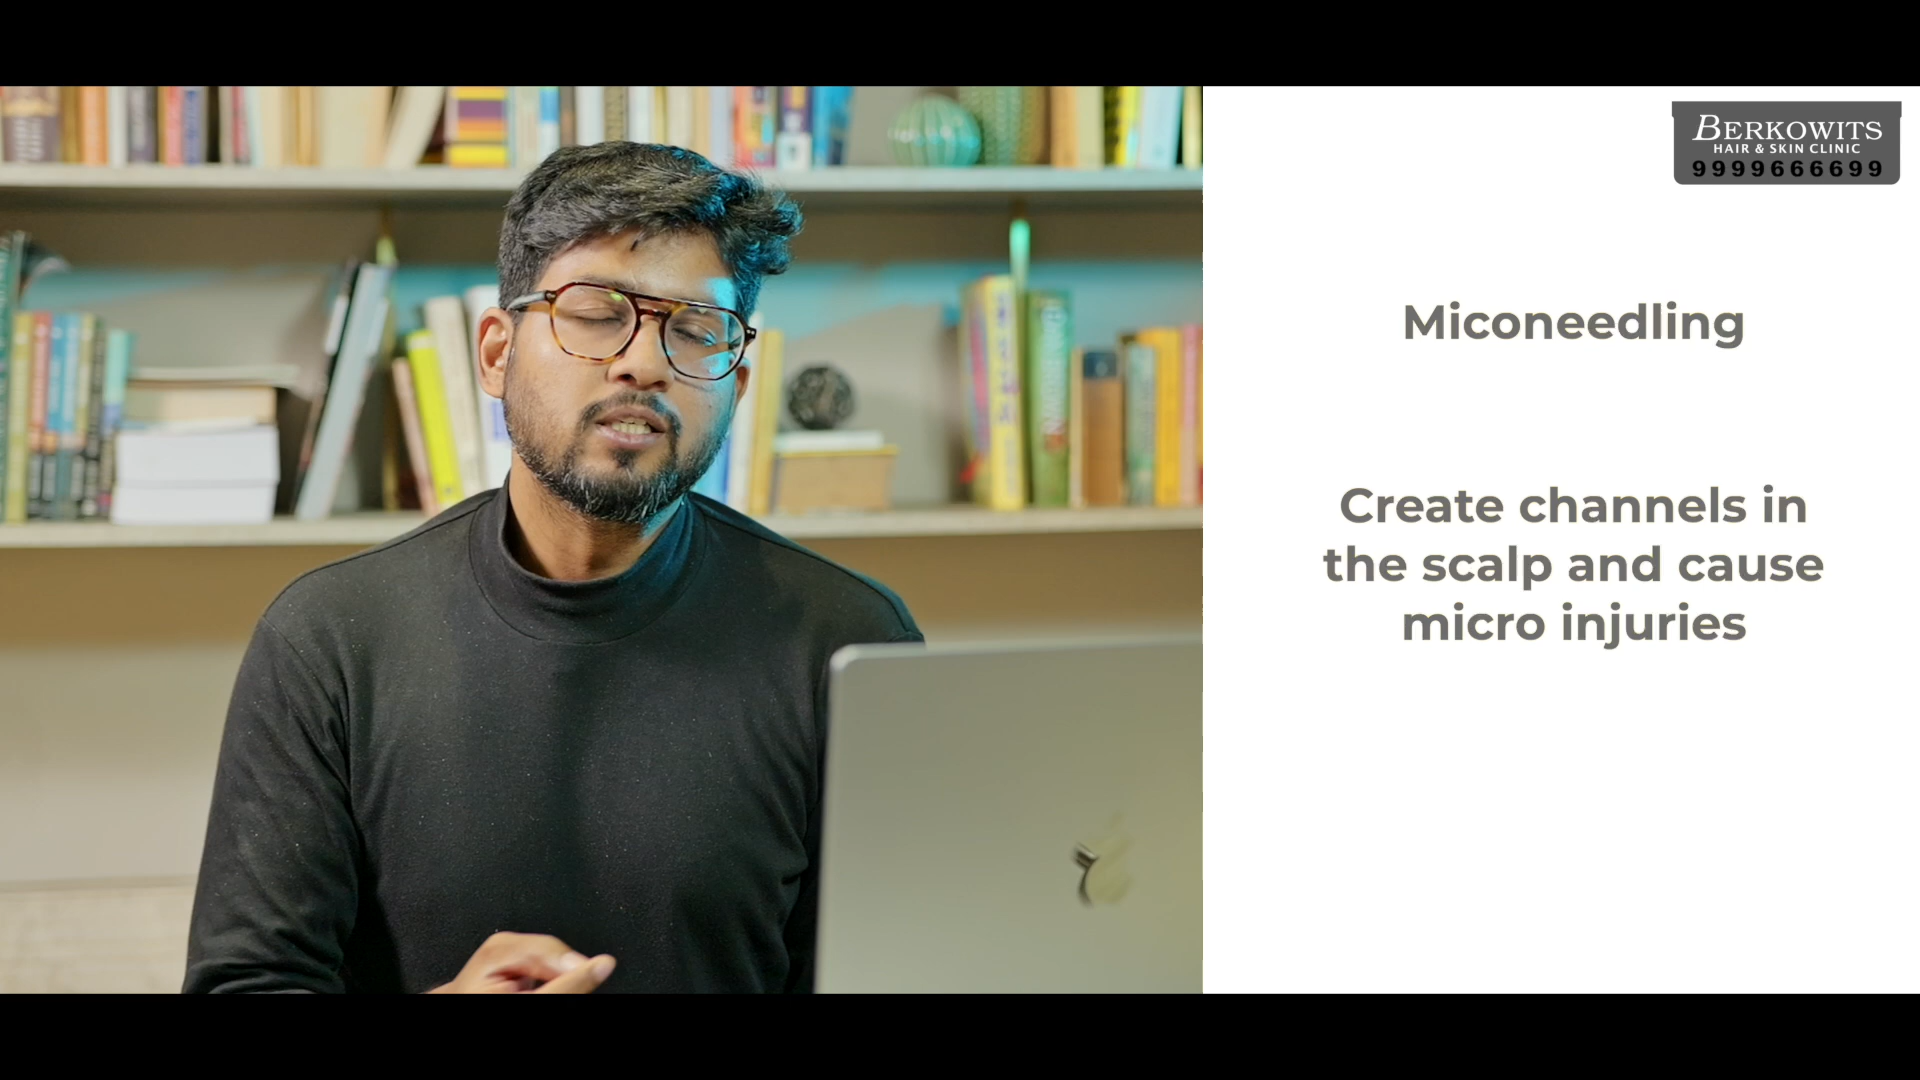 BERKOWITS
HAIR & SKIN CLINIC
9999666699
Miconeedling
Create channels in
the scalp and cause
micro injuries